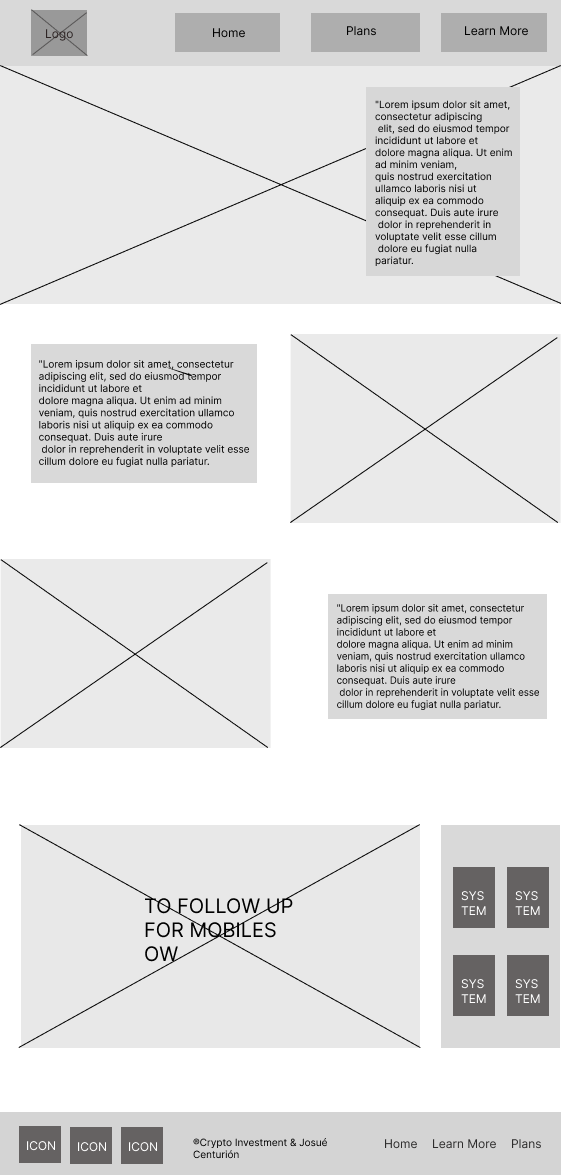 Logo
Home
Plans
Learn More
"Lorem ipsum dolor sit amet,
consectetur adipiscing
elit, sed do eiusmod tempor
incididunt ut labore et
dolore magna aliqua. Ut enim
ad minim veniam,
quis nostrud exercitation
ullamco laboris nisi ut
aliquip ex ea commodo
consequat. Duis aute irure
dolor in reprehenderit in
voluptate velit esse cillum
dolore eu fugiat nulla
pariatur.
"Lorem ipsum dolor sit amet, consectetur
adipiscing elit, sed do eiusmod tempor
incididunt ut labore et
dolore magna aliqua. Ut enim ad minim
veniam, quis nostrud exercitation ullamco
laboris nisi ut aliquip ex ea commodo
consequat. Duis aute irure
dolor in reprehenderit in voluptate velit esse
cillum dolore eu fugiat nulla pariatur.
"Lorem ipsum dolor sit amet, consectetur
adipiscing elit, sed do eiusmod tempor
incididunt ut labore et
dolore magna aliqua. Ut enim ad minim
veniam, quis nostrud exercitation ullamco
laboris nisi ut aliquip ex ea commodo
consequat. Duis aute irure
dolor in reprehenderit in voluptate velit esse
cillum dolore eu fugiat nulla pariatur.
TO FOLLOW UP
FOR MOBILES
OW
SYS
TEM
SYS
TEM
SYS
TEM
SYS
TEM
ICON
ICON
ICON
®Crypto Investment & Josué
Centurión
Home
Learn More
Plans